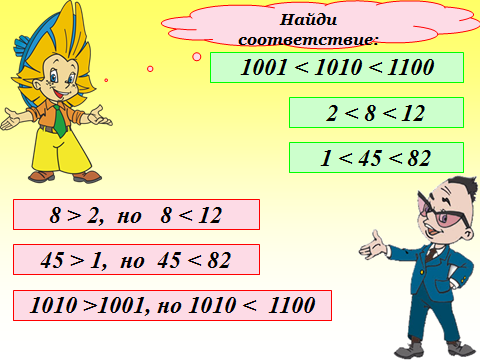 Найди
соответствие:
1001 < 1010 < 1100
2 < 8 < 12
1 < 45 < 82
8 > 2, но 8 < 12
45 > 1, но 45 < 82
1010 >1001, но 1010 < 1100